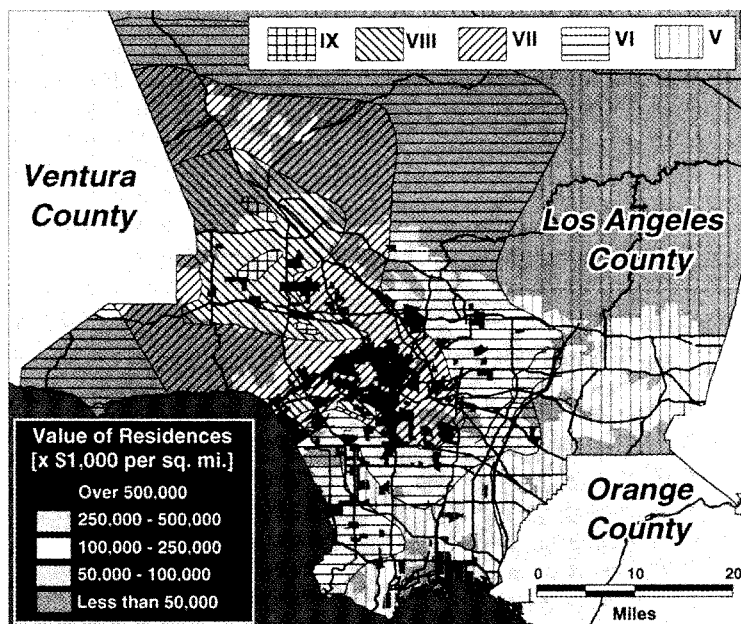 IX VIII VII VI V
Ventura
County
Los Angeles
County
Value of Residences
[x $1,000 per sq. mi.]
Over 500.000
250.000 - 500,000
100,000 - 250,000
50.000 - 100.000
Less than 50,000
Orange
County
0 10 20
Miles